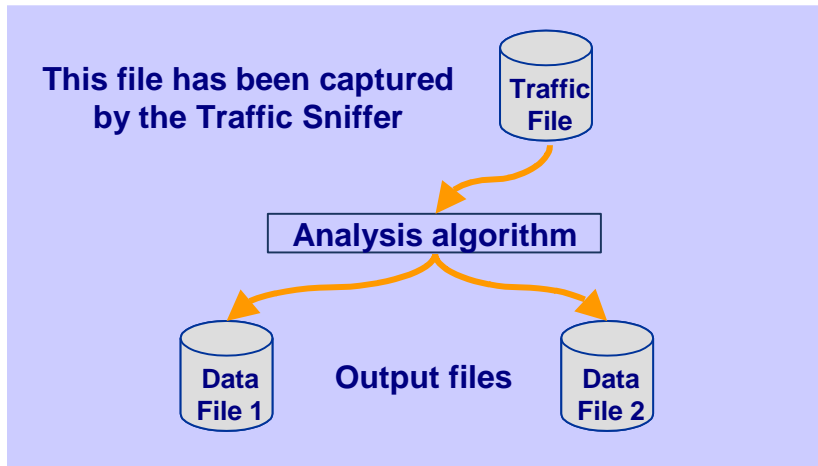 This file has been captured
by the Traffic Sniffer
Traffic
File
Analysis algorithm
Data
File 1
Output files
Data
File 2